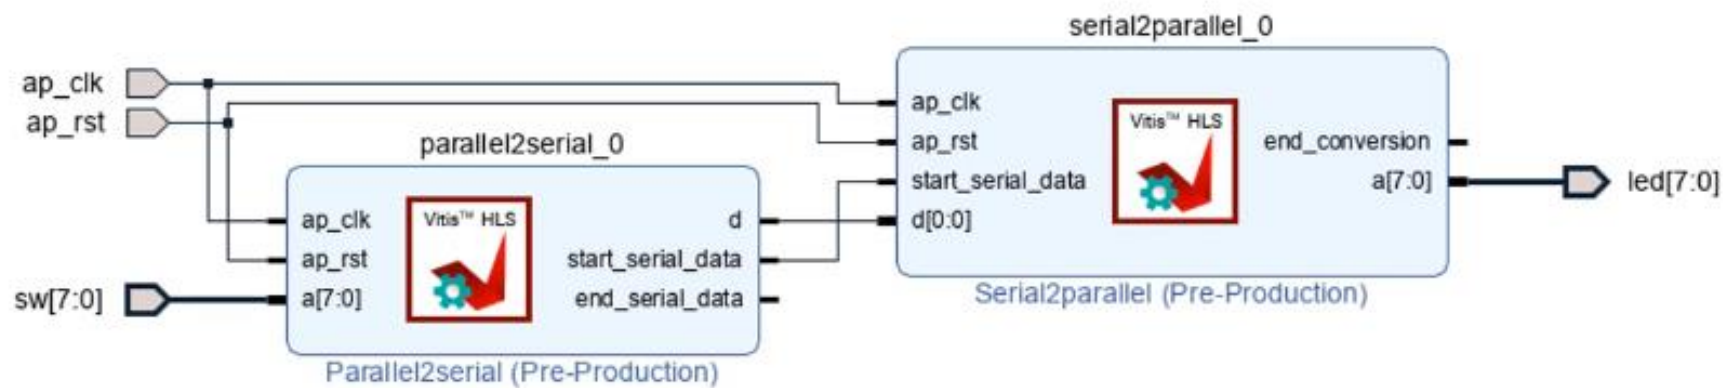 ap_clk
ap_rst
sw[7:0]
parallel2serial_0
ap_clk
ap_rst
a[7:0]
Vitis™ HLS
d
start_serial_data
end_serial_data
Parallel2serial (Pre-Production)
serial2parallel_0
ap_clk
ap_rst
start_serial_data
d[0:0]
Vitis™ HLS
end_conversion
a[7:0]
Serial2parallel (Pre-Production)
led[7:0]